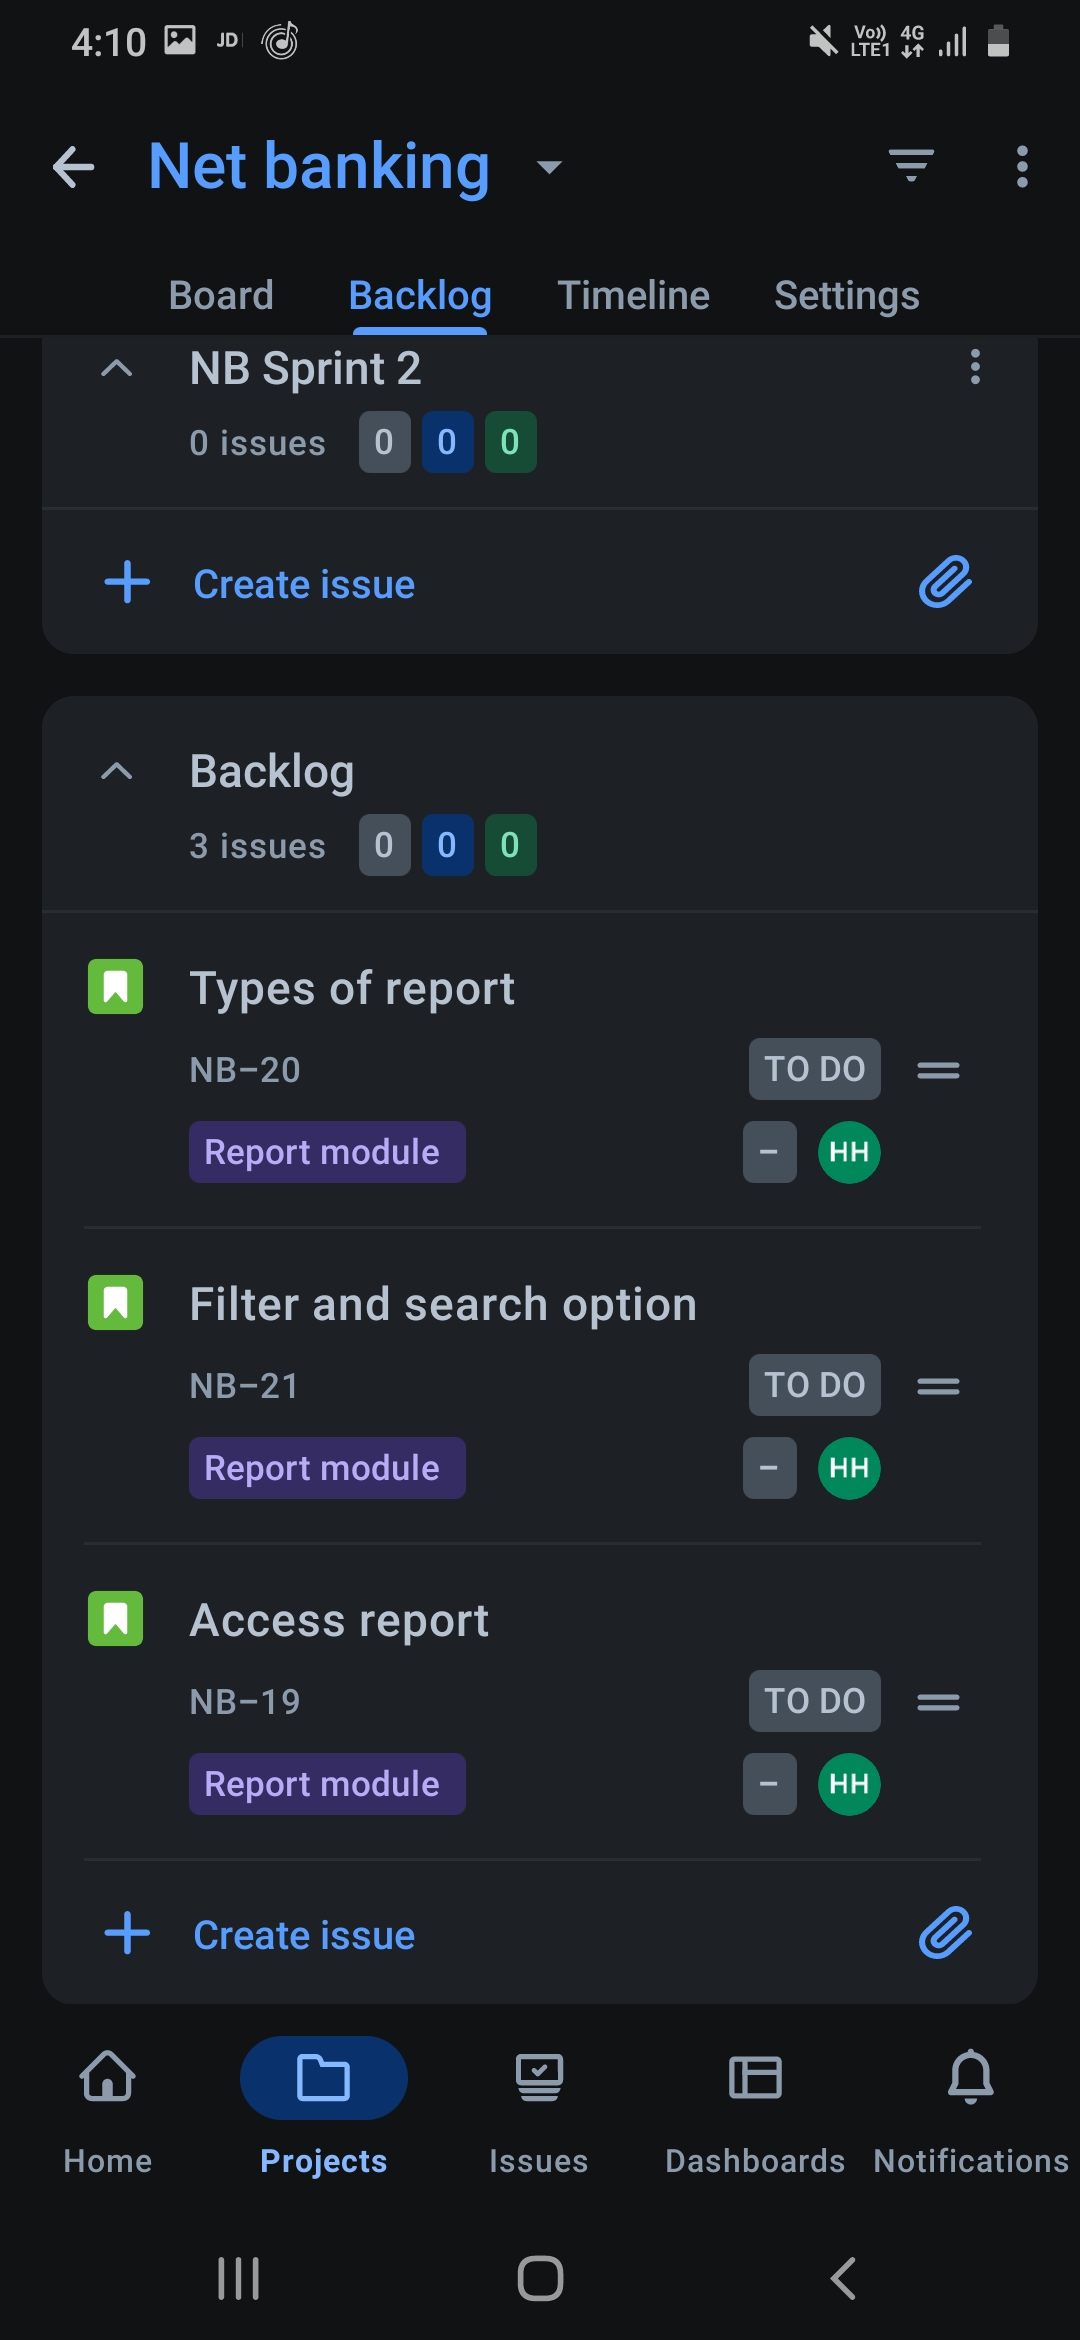 4:10 JD Vo)) LTE1 4G
Net banking
Board Backlog Timeline Settings
NB Sprint 2
0 issues 0 0 0
Create issue
Backlog
3 issues 0 0 0
Types of report
NB-20 TO DO
Report module - HH
Filter and search option
NB-21 TO DO
Report module - HH
Access report
NB-19 TO DO
Report module - HH
Create issue
Home Projects Issues Dashboards Notifications